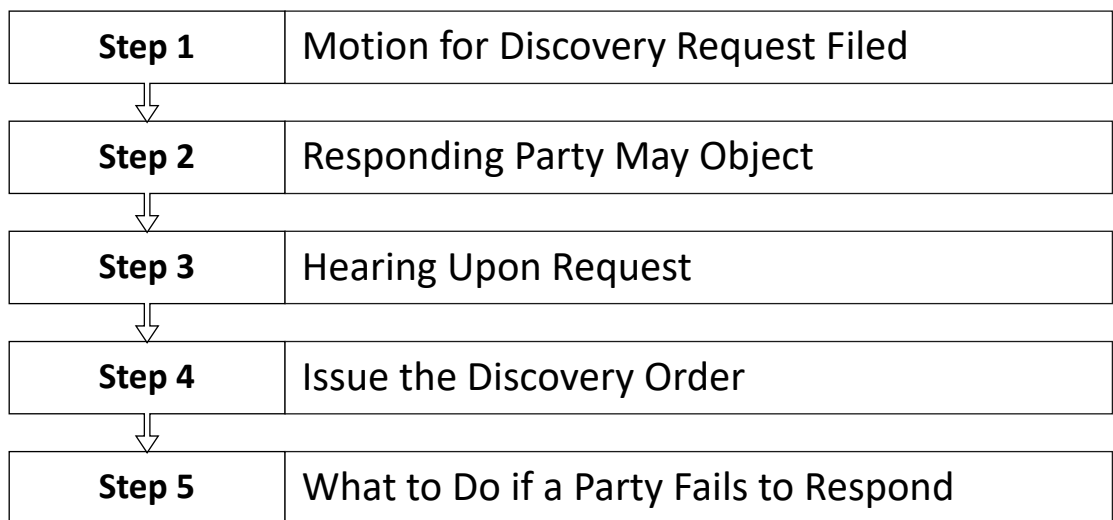 Step 1 Motion for Discovery Request Filed
Step 2 Responding Party May Object
Step 3 Hearing Upon Request
Step 4 Issue the Discovery Order
Step 5 What to Do if a Party Fails to Respond